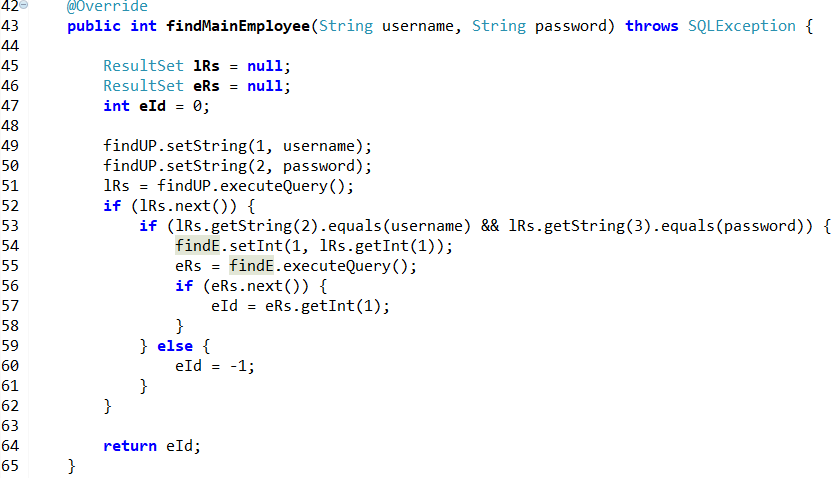 42 @Override
43 public int findMainEmployee(String username, String password) throws SQLException {
44
45 ResultSet lRs = null;
46 ResultSet eRs = null;
47 int eId = 0;
48
49 findUP.setString(1, username);
50 findUP.setString(2, password);
51 lRs = findUP.executeQuery();
52 if (lRs.next()) {
53 if (lRs.getString(2).equals(username) && lRs.getString(3).equals(password)) {
54 findE.setInt(1, lRs.getInt(1));
55 eRs = findE.executeQuery();
56 if (eRs.next()) {
57 eId = eRs.getInt(1);
58 }
59 } else {
60 eId = -1;
61 }
62 }
63
64 return eId;
65 }